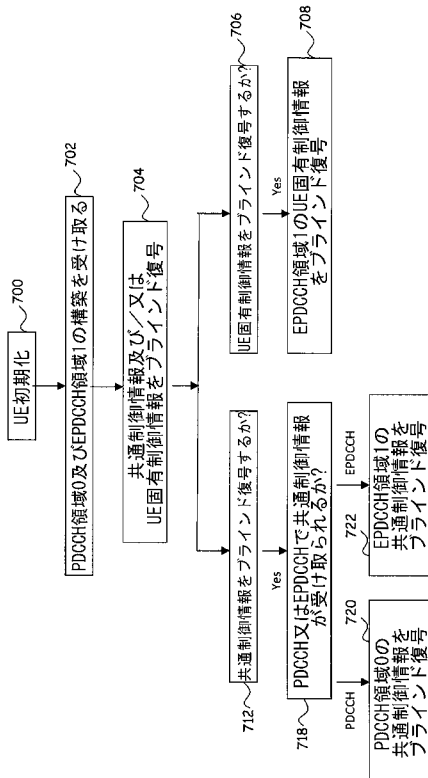 UE初期化
700
PDCCH領域0及びEPDCCH領域1の構築を受け取る
702
共通制御情報及び/又は
UE固有制御情報をブラインド復号
704
共通制御情報をブラインド復号するか?
712
UE固有制御情報をブラインド復号するか?
706
Yes
Yes
PDCCH又はEPDCCHで共通制御情報
が受け取られるか?
718
EPDCCH領域1のUE固有制御情報
をブラインド復号
708
PDCCH
EPDCCH
PDCCH領域0の
共通制御情報を
ブラインド復号
720
EPDCCH領域1の
共通制御情報を
ブラインド復号
722